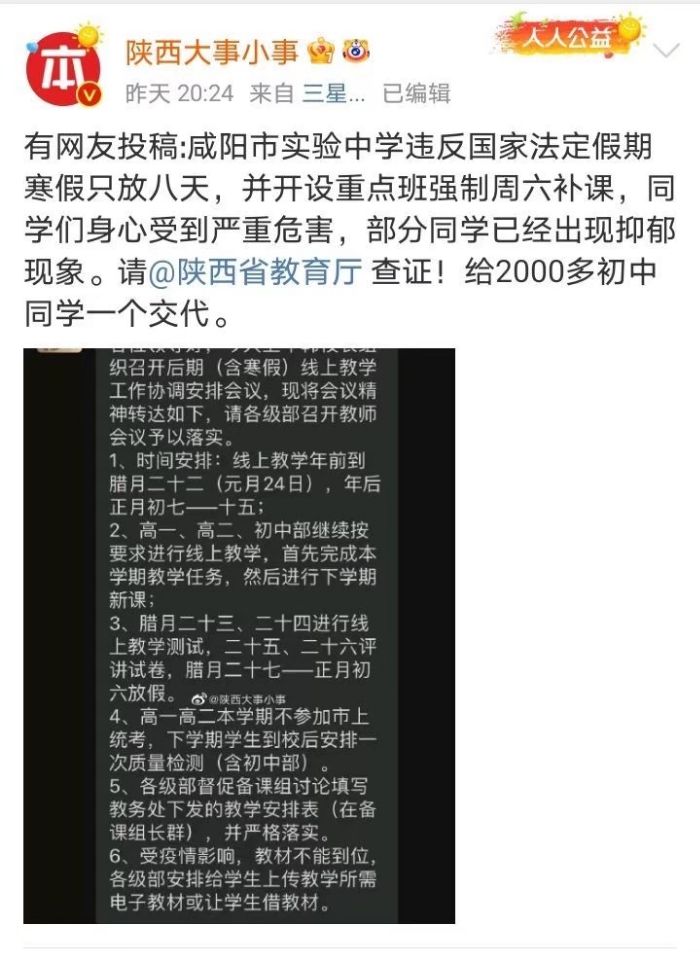 本
陕西大事小事
人人公益
昨天 20:24 来自 三星... 已编辑
有网友投稿:咸阳市实验中学违反国家法定假期
寒假只放八天，并开设重点班强制周六补课，同
学们身心受到严重危害，部分同学已经出现抑郁
现象。请@陕西省教育厅 查证！给2000多初中
同学一个交代。
织召开后期（含寒假）线上教学
工作协调安排会议，现将会议精
神转达如下，请各级部召开教师
会议予以落实。
1、时间安排：线上教学年前到
腊月二十二（元月24日），年后
正月初七——十五；
2、高一、高二、初中部继续按
要求进行线上教学，首先完成本
学期教学任务，然后进行下学期
新课；
3、腊月二十三、二十四进行线
上教学测试，二十五、二十六评
讲试卷，腊月二十七——正月初
六放假。
@陕西大事小事
4、高一高二本学期不参加市上
统考，下学期学生到校后安排一
次质量检测（含初中部）。
5、各级部督促备课组讨论填写
教务处下发的教学安排表（在备
课组长群），并严格落实。
6、受疫情影响，教材不能到位，
各级部安排给学生上传教学所需
电子教材或让学生借教材。